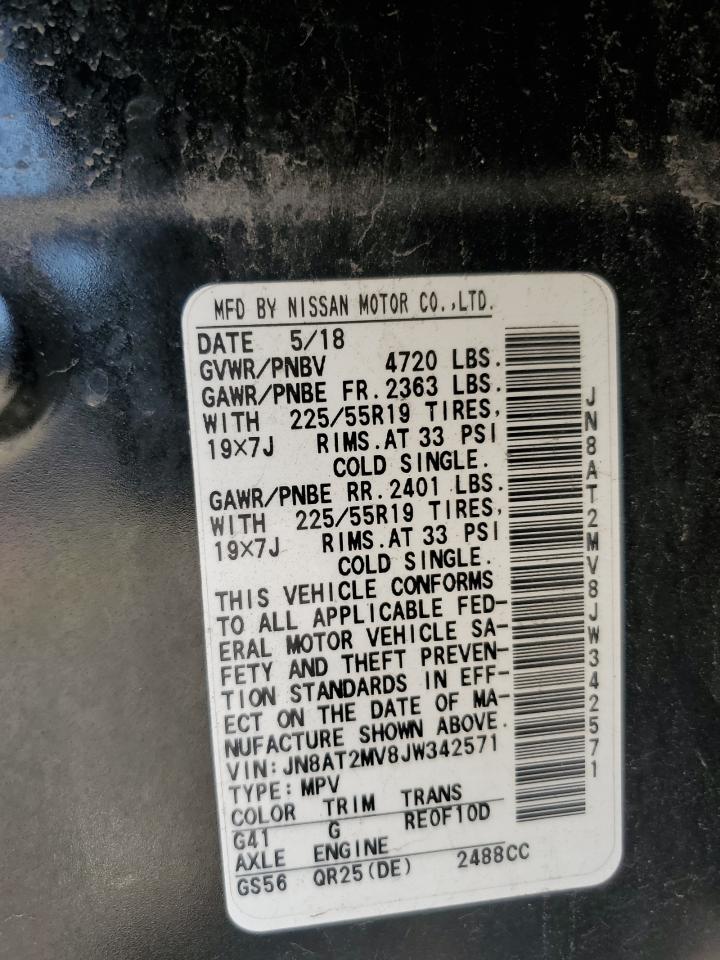 MFD BY NISSAN MOTOR CO.,LTD.
DATE 5/18
GVWR/PNBV 4720 LBS.
GAWR/PNBE FR.2363 LBS.
WITH 225/55R19 TIRES,
19×7J RIMS.AT 33 PSI
COLD SINGLE.
GAWR/PNBE RR.2401 LBS.
WITH 225/55R19 TIRES,
19×7J RIMS.AT 33 PSI
COLD SINGLE.
THIS VEHICLE CONFORMS
TO ALL APPLICABLE FED-
ERAL MOTOR VEHICLE SA-
FETY AND THEFT PREVEN-
TION STANDARDS IN EFF-
ECT ON THE DATE OF MA-
NUFACTURE SHOWN ABOVE.
VIN:JN8AT2MV8JW342571
TYPE:MPV
COLOR TRIM TRANS
G41 G RE0F10D
AXLE ENGINE
GS56 QR25(DE) 2488CC
JN8AT2MV8JW342571